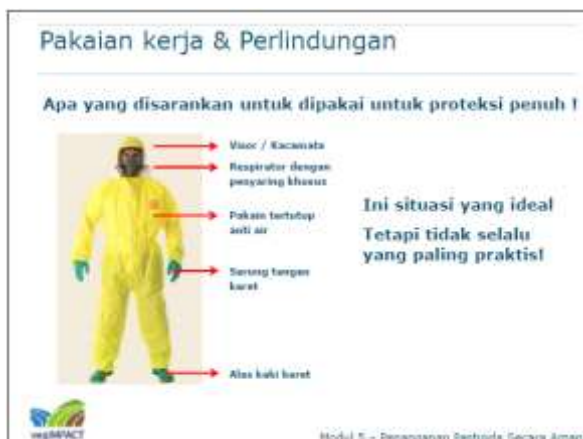 Pakaian kerja & Perlindungan
Apa yang disarankan untuk dipakai untuk proteksi penuh !
Visor / Kacamata
Respirator dengan
penyaring khusus
Pakain tertutup
anti air
Sarung tangan
karet
Alas kaki karet
Ini situasi yang ideal
Tetapi tidak selalu
yang paling praktis!
vegIMPACT
Modul 5 – Penanganan Pestisida Secara Aman